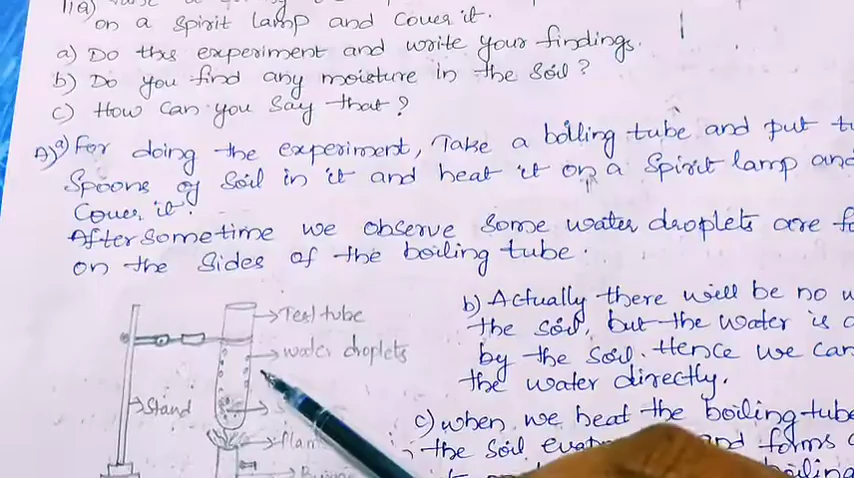 11Q)
on a Spirit lamp and Cover it.
a) Do this experiment and write your findings.
b) Do you find any moisture in the Soil?
c) How can you say that?
A)a) For doing the experiment, Take a boiling tube and put
Spoons of Soil in it and heat it on a Spirit lamp and
Cover it.
After sometime we observe some water droplets are
on the sides of the boiling tube.
Test tube
water droplets
Stand
b) Actually there will be no
the soil, but the water is
by the soil. Hence we can
the water directly.
c) when we heat the boiling tube
the soil and forms